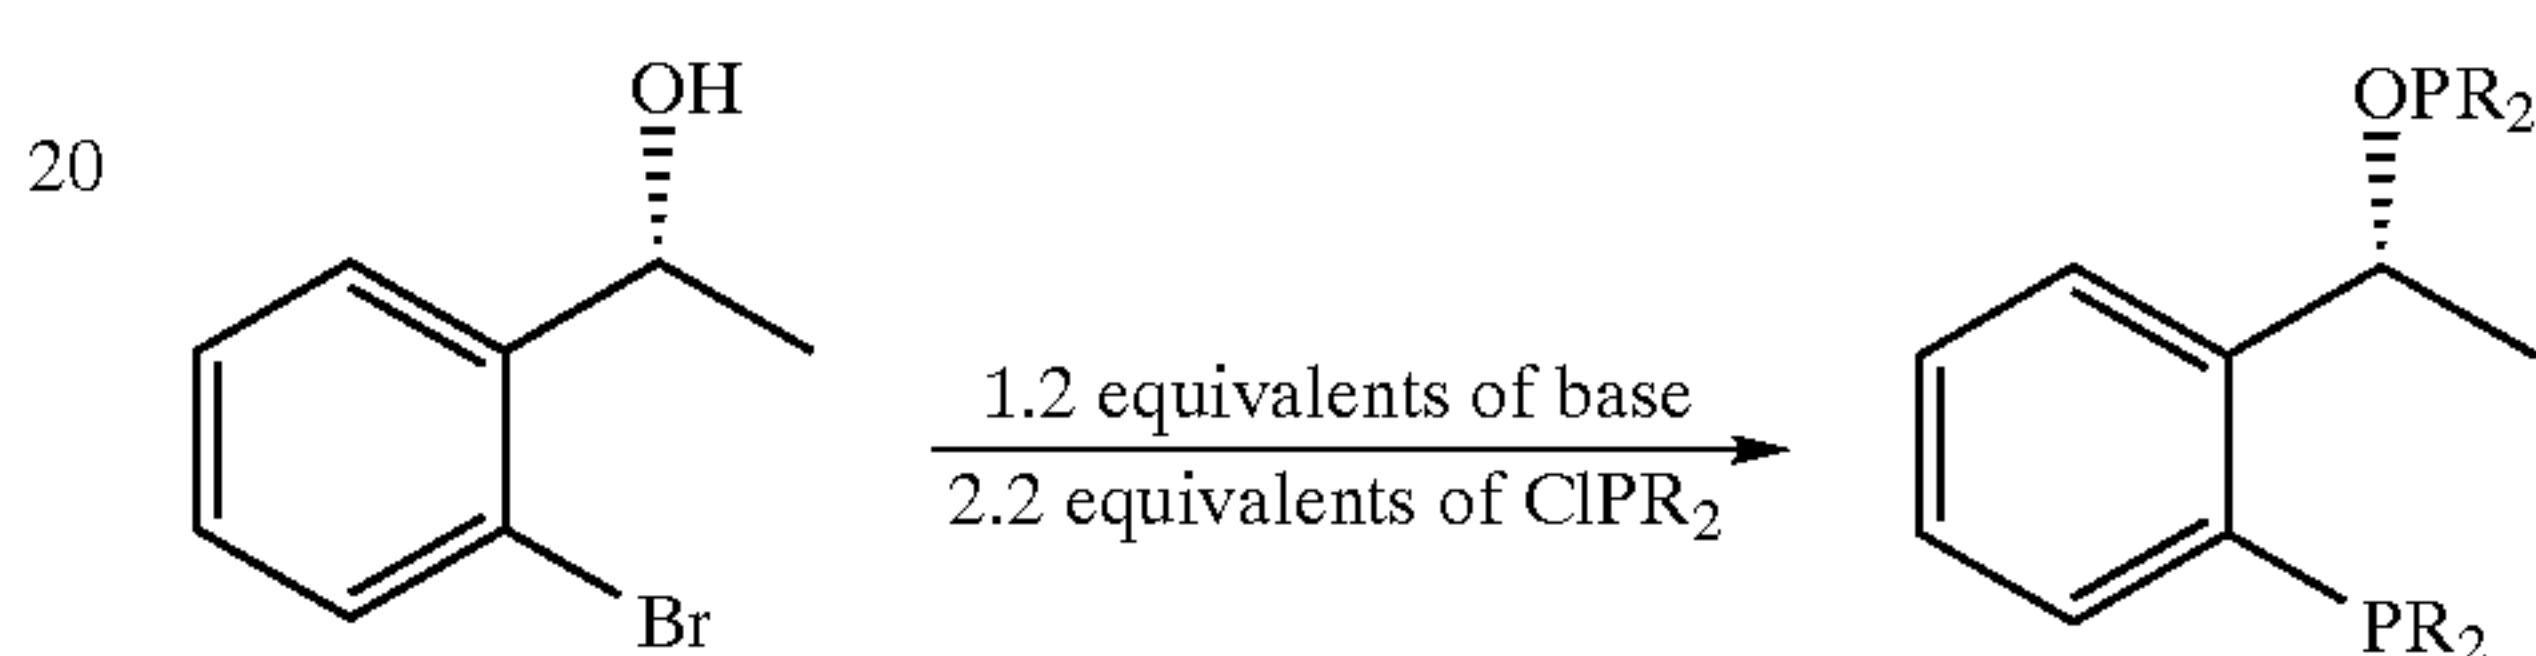 OH
OPR₂
20
1.2 equivalents of base
2.2 equivalents of ClPR₂
Br
PR₂